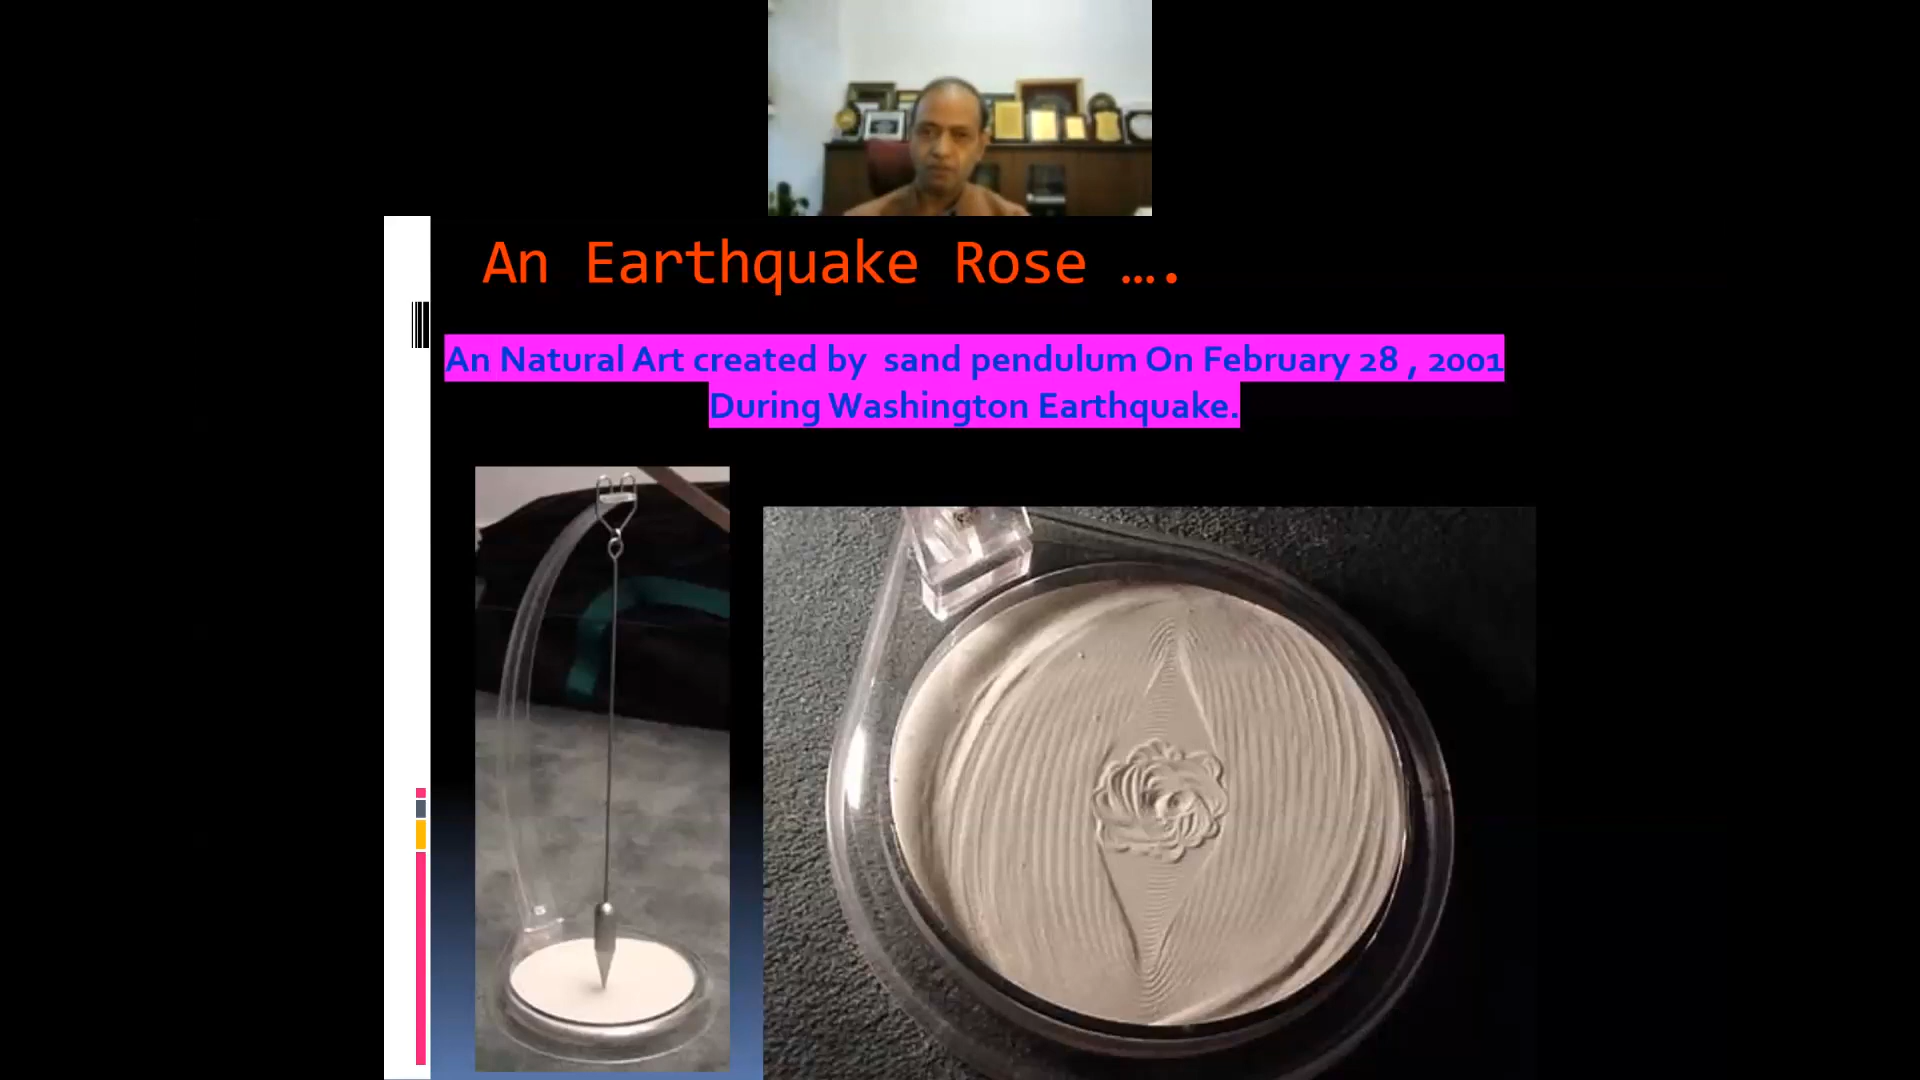 An Earthquake Rose ….
An Natural Art created by sand pendulum On February 28 , 2001
During Washington Earthquake.